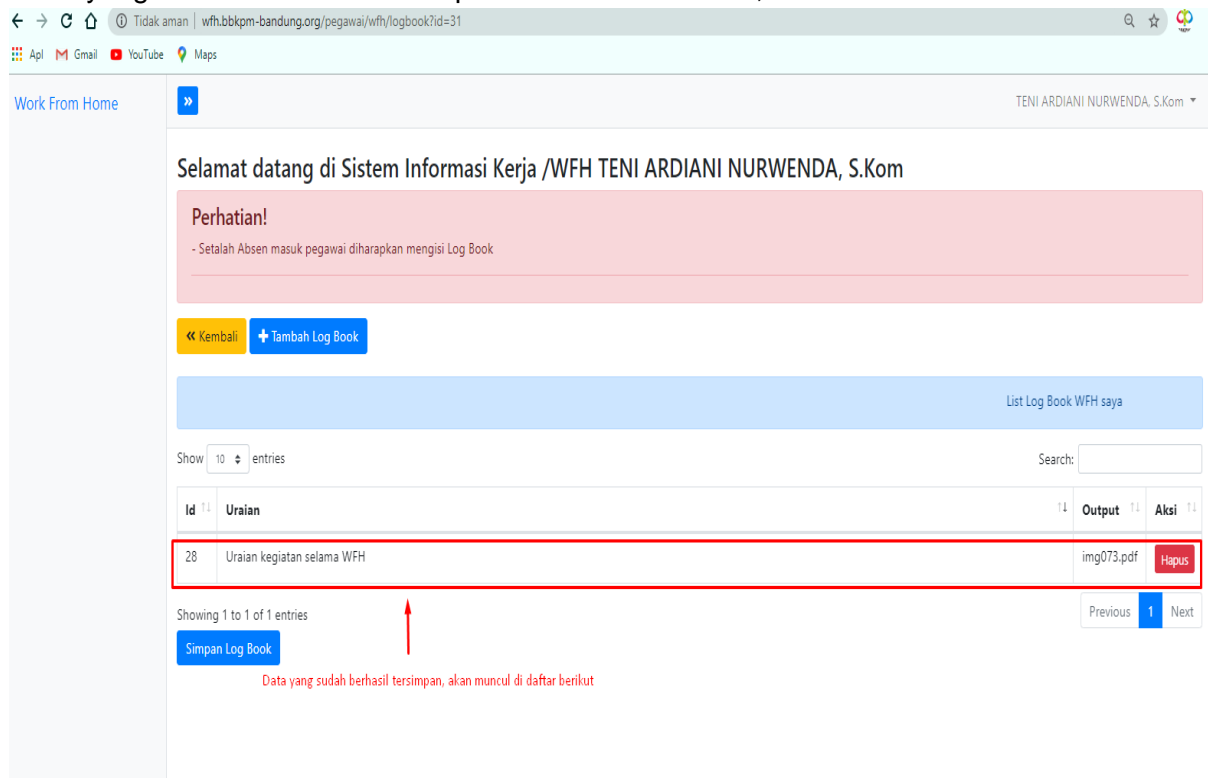 Tidak aman | wfh.bbkpm-bandung.org/pegawai/wfh/logbook?id=31
Apl Gmail YouTube Maps
Work From Home
TENI ARDIANI NURWENDA, S.Kom
Selamat datang di Sistem Informasi Kerja /WFH TENI ARDIANI NURWENDA, S.Kom
Perhatian!
- Setalah Absen masuk pegawai diharapkan mengisi Log Book
« Kembali + Tambah Log Book
List Log Book WFH saya
Show 10 entries Search:
Id Uraian Output Aksi
28 Uraian kegiatan selama WFH img073.pdf Hapus
Showing 1 to 1 of 1 entries Previous 1 Next
Simpan Log Book
Data yang sudah berhasil tersimpan, akan muncul di daftar berikut